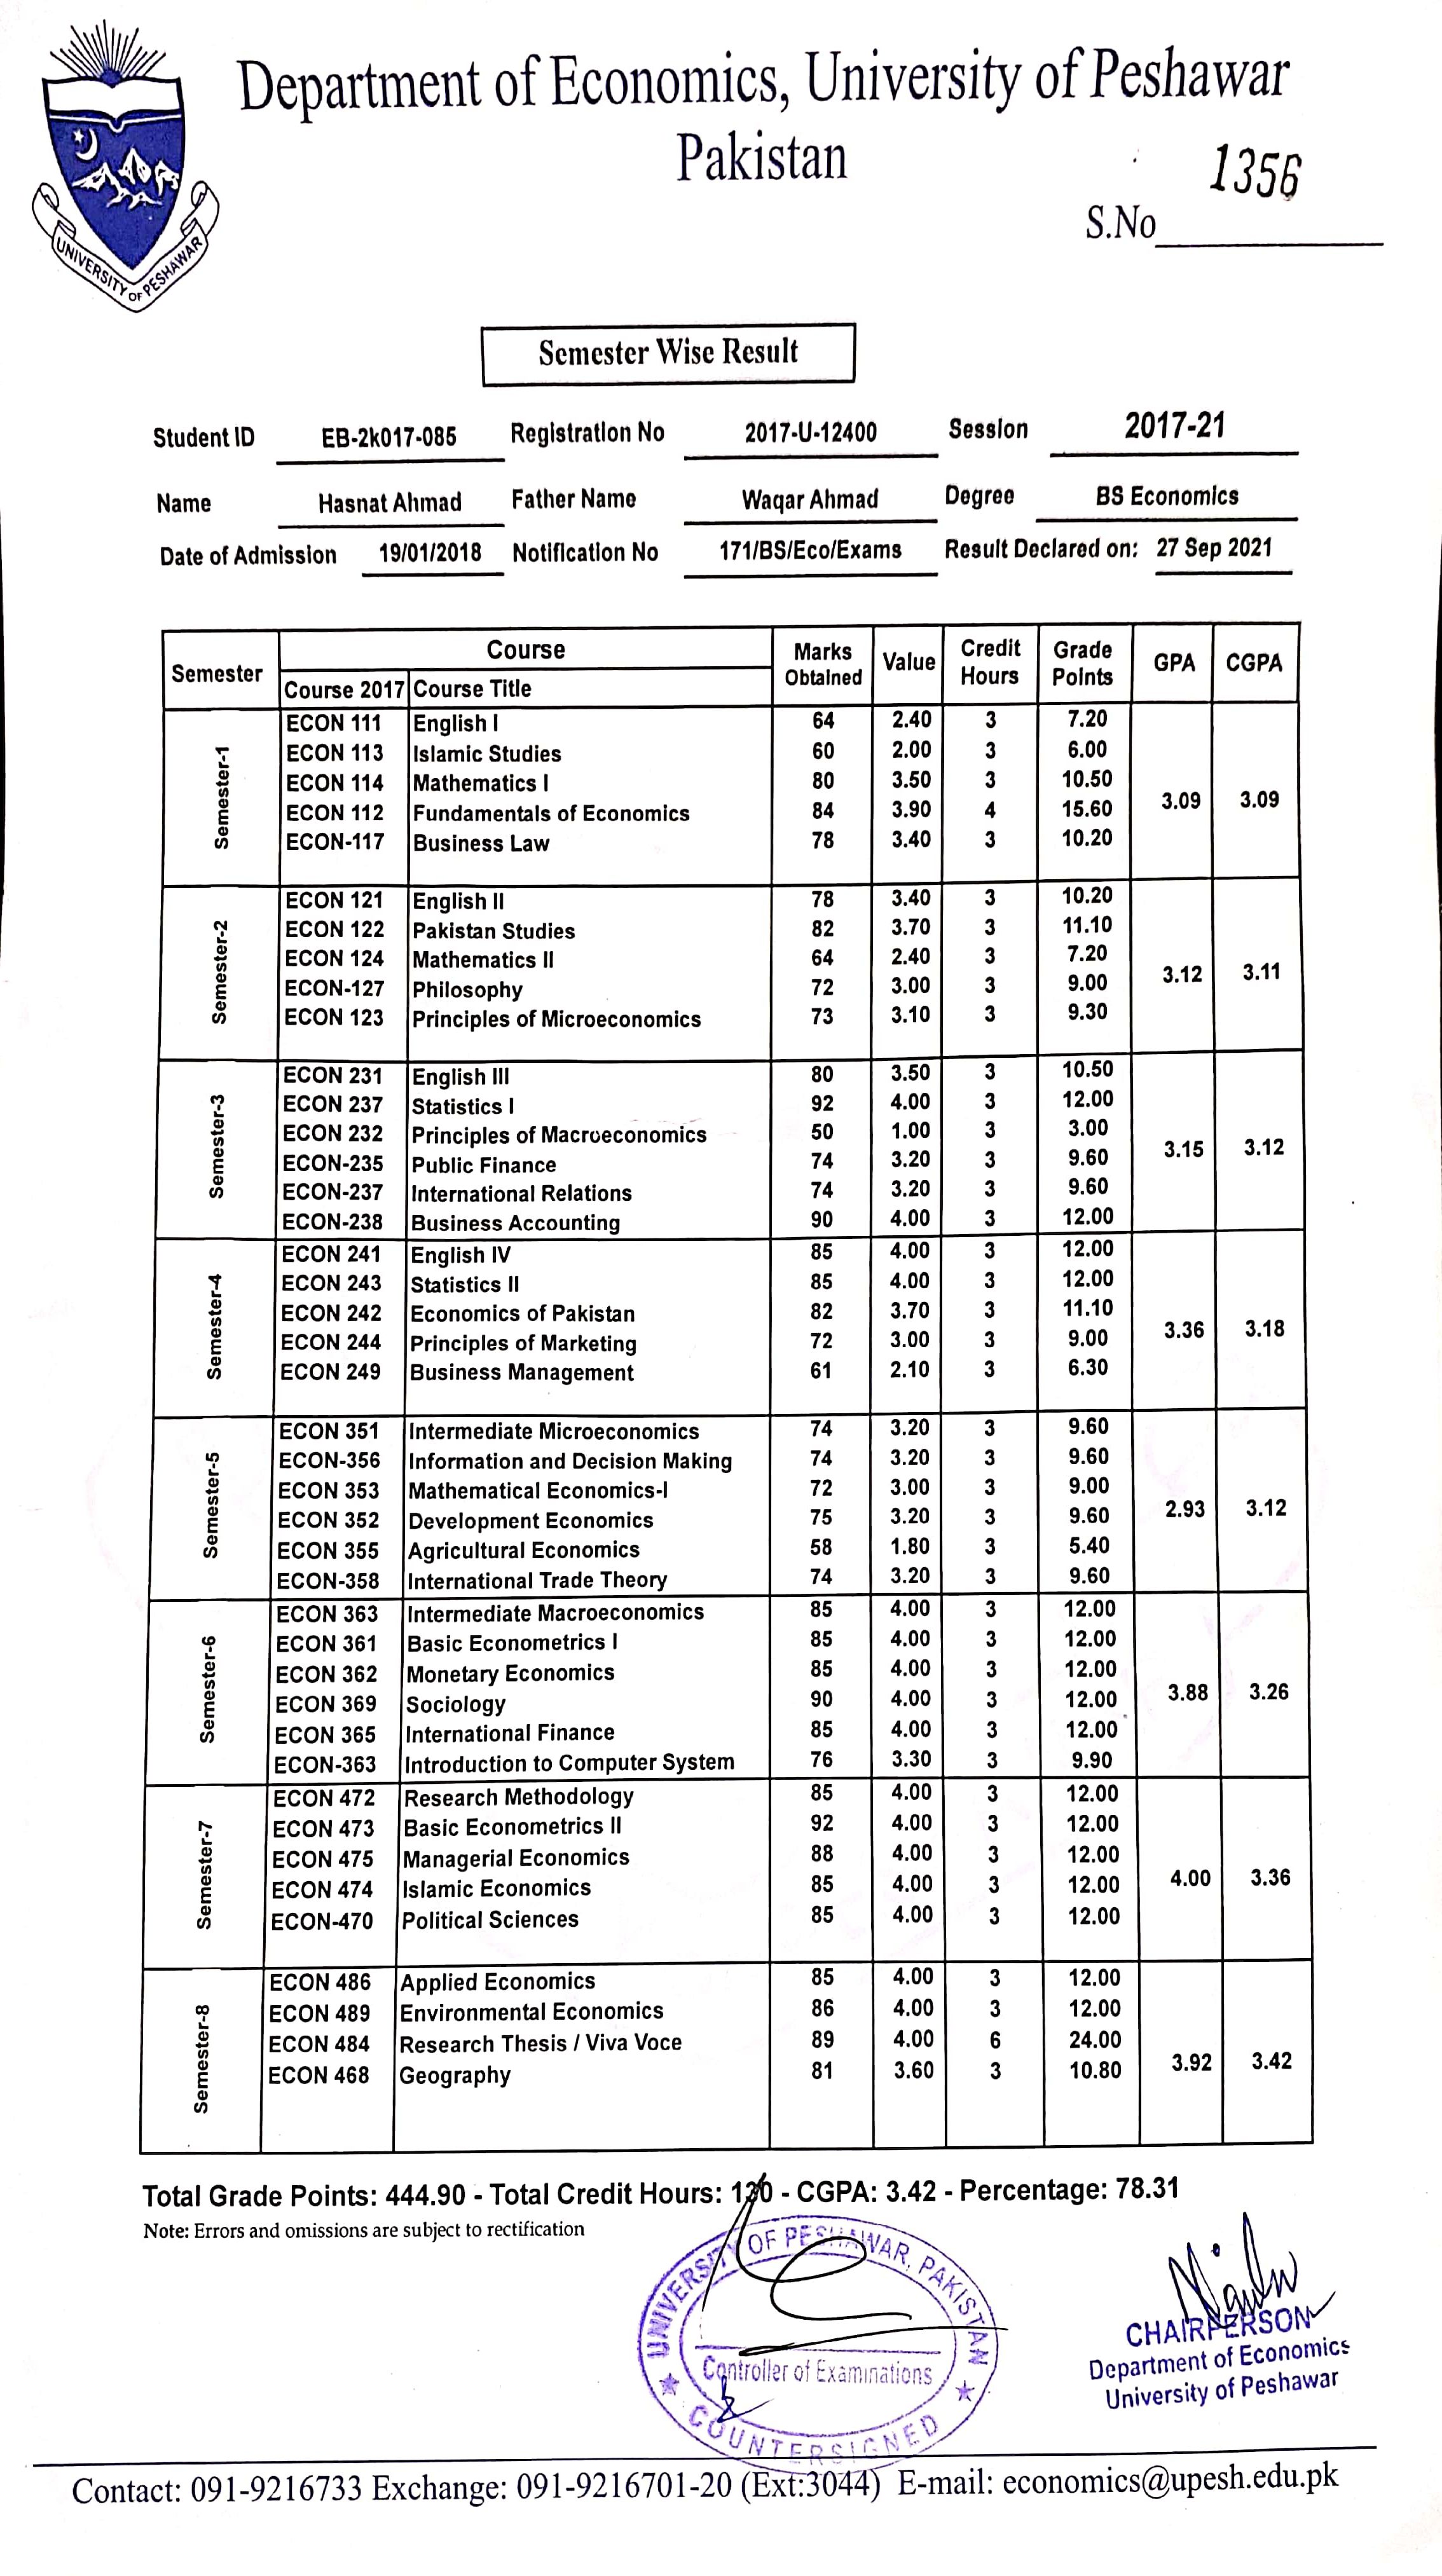 Department of Economics, University of Peshawar
Pakistan
1356
S.No
UNIVERSITY OF PESHAWAR
Semester Wise Result
Student ID EB-2k017-085 Registration No 2017-U-12400 Session 2017-21
Name Hasnat Ahmad Father Name Waqar Ahmad Degree BS Economics
Date of Admission 19/01/2018 Notification No 171/BS/Eco/Exams Result Declared on: 27 Sep 2021
Semester Course Marks Obtained Value Credit Hours Grade Points GPA CGPA
Course 2017 Course Title
Semester-1
ECON 111 English I 64 2.40 3 7.20
ECON 113 Islamic Studies 60 2.00 3 6.00
ECON 114 Mathematics I 80 3.50 3 10.50
ECON 112 Fundamentals of Economics 84 3.90 4 15.60
ECON-117 Business Law 78 3.40 3 10.20
3.09 3.09
Semester-2
ECON 121 English II 78 3.40 3 10.20
ECON 122 Pakistan Studies 82 3.70 3 11.10
ECON 124 Mathematics II 64 2.40 3 7.20
ECON-127 Philosophy 72 3.00 3 9.00
ECON 123 Principles of Microeconomics 73 3.10 3 9.30
3.12 3.11
Semester-3
ECON 231 English III 80 3.50 3 10.50
ECON 237 Statistics I 92 4.00 3 12.00
ECON 232 Principles of Macroeconomics 50 1.00 3 3.00
ECON-235 Public Finance 74 3.20 3 9.60
ECON-237 International Relations 74 3.20 3 9.60
ECON-238 Business Accounting 90 4.00 3 12.00
3.15 3.12
Semester-4
ECON 241 English IV 85 4.00 3 12.00
ECON 243 Statistics II 85 4.00 3 12.00
ECON 242 Economics of Pakistan 82 3.70 3 11.10
ECON 244 Principles of Marketing 72 3.00 3 9.00
ECON 249 Business Management 61 2.10 3 6.30
3.36 3.18
Semester-5
ECON 351 Intermediate Microeconomics 74 3.20 3 9.60
ECON-356 Information and Decision Making 74 3.20 3 9.60
ECON 353 Mathematical Economics-I 72 3.00 3 9.00
ECON 352 Development Economics 75 3.20 3 9.60
ECON 355 Agricultural Economics 58 1.80 3 5.40
ECON-358 International Trade Theory 74 3.20 3 9.60
2.93 3.12
Semester-6
ECON 363 Intermediate Macroeconomics 85 4.00 3 12.00
ECON 361 Basic Econometrics I 85 4.00 3 12.00
ECON 362 Monetary Economics 85 4.00 3 12.00
ECON 369 Sociology 90 4.00 3 12.00
ECON 365 International Finance 85 4.00 3 12.00
ECON-363 Introduction to Computer System 76 3.30 3 9.90
3.88 3.26
Semester-7
ECON 472 Research Methodology 85 4.00 3 12.00
ECON 473 Basic Econometrics II 92 4.00 3 12.00
ECON 475 Managerial Economics 88 4.00 3 12.00
ECON 474 Islamic Economics 85 4.00 3 12.00
ECON-470 Political Sciences 85 4.00 3 12.00
4.00 3.36
Semester-8
ECON 486 Applied Economics 85 4.00 3 12.00
ECON 489 Environmental Economics 86 4.00 3 12.00
ECON 484 Research Thesis / Viva Voce 89 4.00 6 24.00
ECON 468 Geography 81 3.60 3 10.80
3.92 3.42
Total Grade Points: 444.90 - Total Credit Hours: 130 - CGPA: 3.42 - Percentage: 78.31
Note: Errors and omissions are subject to rectification
UNIVERSITY OF PESHAWAR, PAKISTAN
Controller of Examinations
COUNTERSIGNED
CHAIRPERSON
Department of Economics
University of Peshawar
Contact: 091-9216733 Exchange: 091-9216701-20 (Ext:3044) E-mail: economics@upesh.edu.pk